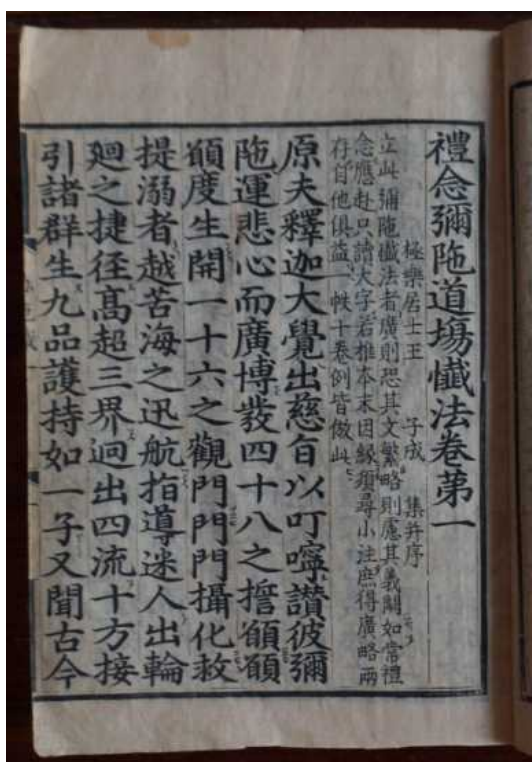 禮念彌陁道場懴法卷第一
極樂居士王 子成 集并序
立此彌陁懴法者廣則恐其文繁略則慮其義闕如常禮
念應赴只讀大字若推本末因緣須尋小注庶得廣略兩
存自他俱益一帙十卷例皆倣此
原夫釋迦大覺出慈旨以叮嚀讃彼彌
陁運悲心而廣博發四十八之誓願願
願度生開一十六之觀門門門攝化救
提溺者越苦海之迅航指導迷人出輪
廻之捷徑高超三界迥出四流十方接
引諸群生九品護持如一子又聞古今